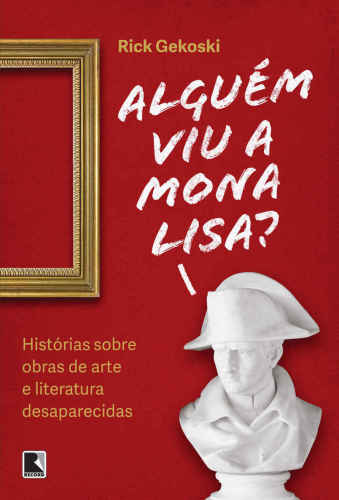 Rick Gekoski
ALGUÉM
VIU A
MONA
LISA?
Histórias sobre
obras de arte
e literatura
desaparecidas
R
RECORD